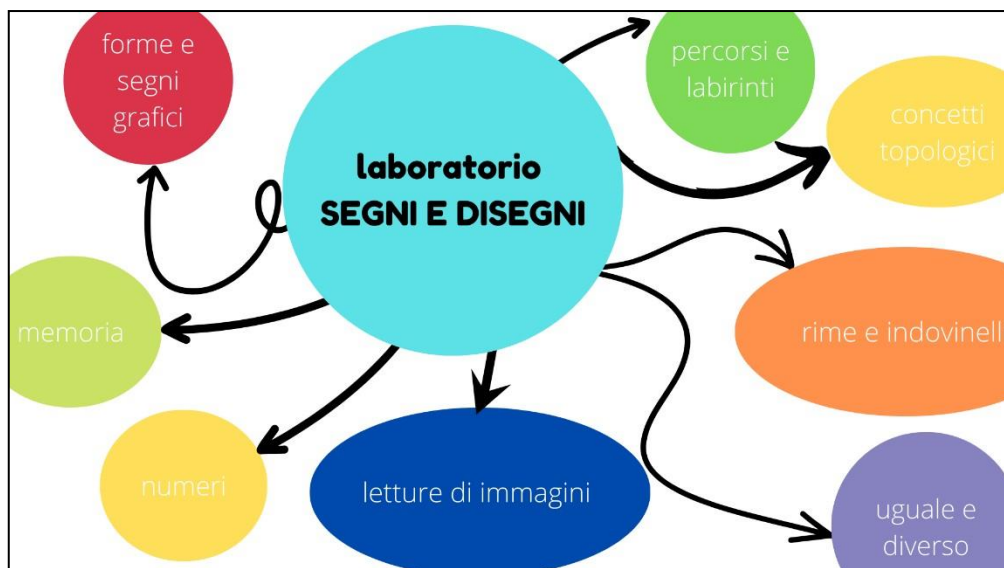 forme e
segni
grafici
percorsi e
labirinti
concetti
topologici
laboratorio
SEGNI E DISEGNI
memoria
rime e indovinell
numeri
letture di immagini
uguale e
diverso